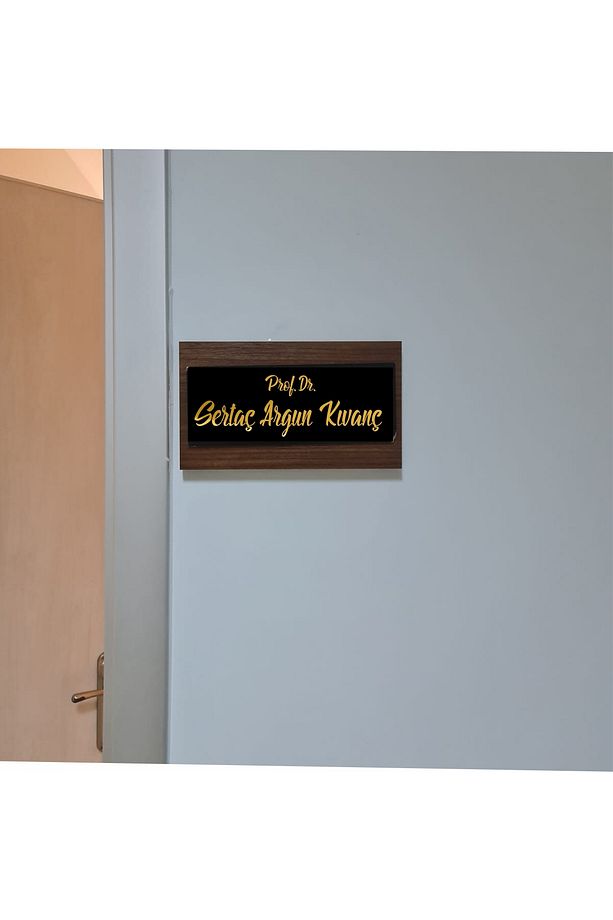 Prof. Dr.
Sertaç Argun Kıvanç